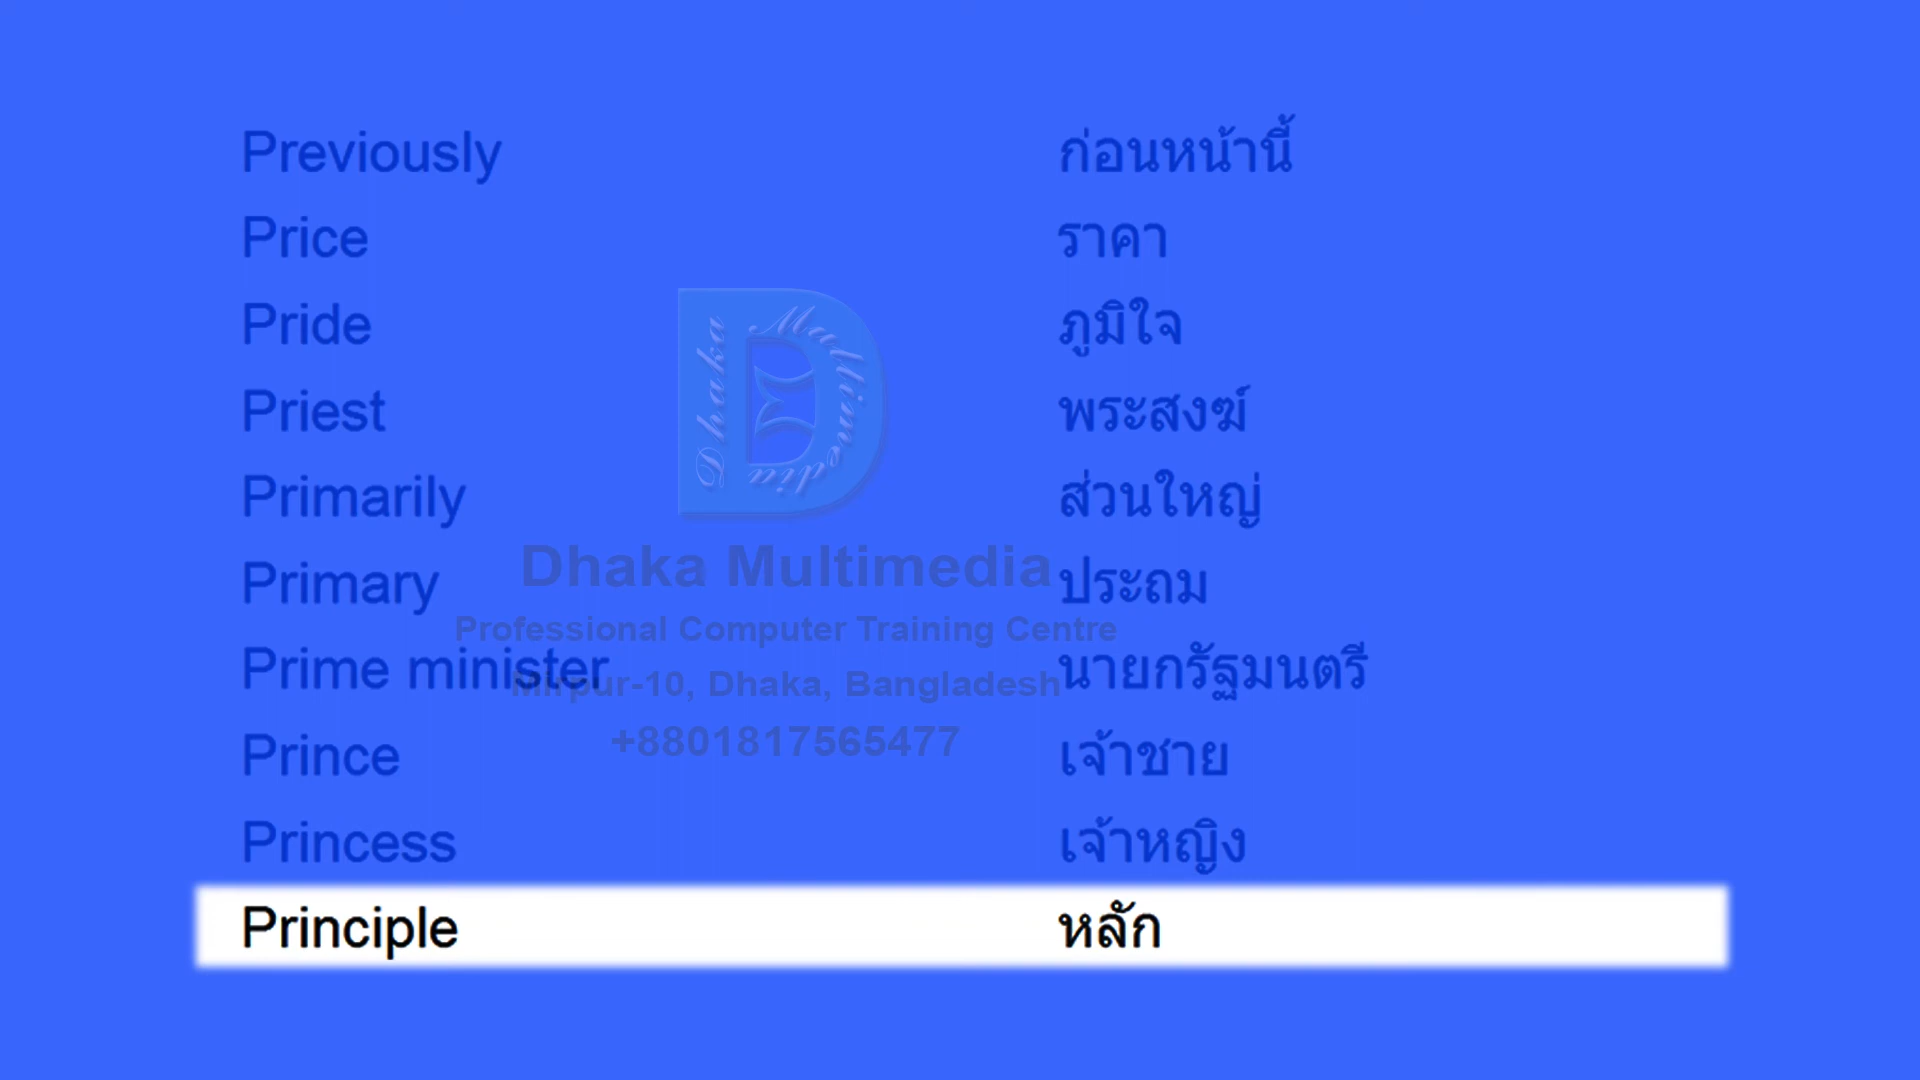 Previously ก่อนหน้านี้
Price ราคา
Pride ภูมิใจ
Priest พระสงฆ์
Primarily ส่วนใหญ่
Primary ประถม
Prime minister นายกรัฐมนตรี
Prince เจ้าชาย
Princess เจ้าหญิง
Principle หลัก
Dhaka Multimedia
Dhaka Multimedia
Professional Computer Training Centre
Mirpur-10, Dhaka, Bangladesh
+8801817565477